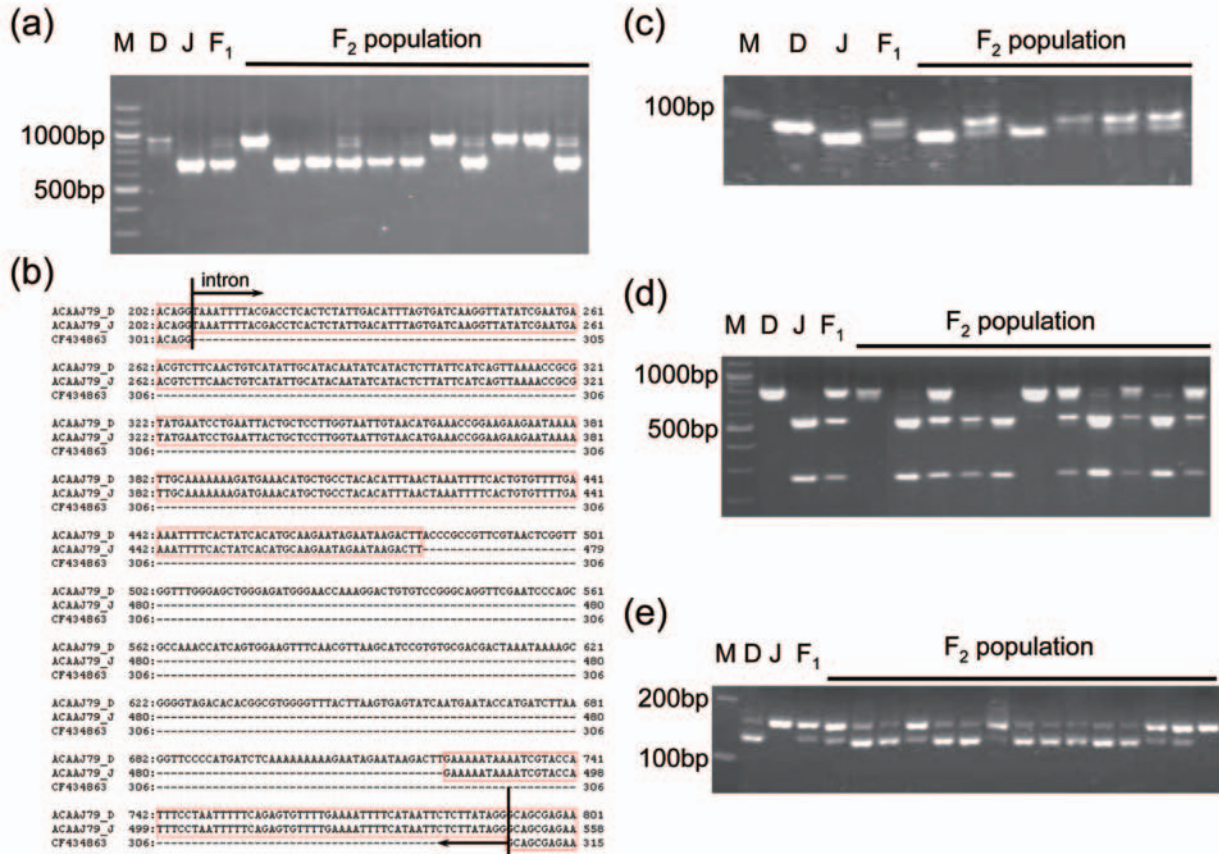 (a)
M D J F1 F2 population
1000bp
500bp
(b)
intron
ACAAJ79_D 202:ACAGGTAAATTTTACGACCTCACTCTATTGACATTTAGTGATCAAGGTTATATCGAATGA 261
ACAAJ79_J 202:ACAGGTAAATTTTACGACCTCACTCTATTGACATTTAGTGATCAAGGTTATATCGAATGA 261
CF434863 301:ACAGG------------------------------------------------------- 305
ACAAJ79_D 262:ACGTCTTCAACTGTCATATTGCATACAATATCATACTCTTATTCATCAGTTAAAACCGCG 321
ACAAJ79_J 262:ACGTCTTCAACTGTCATATTGCATACAATATCATACTCTTATTCATCAGTTAAAACCGCG 321
CF434863 306:------------------------------------------------------------ 306
ACAAJ79_D 322:TATGAATCCTGAATTACTGCTCCTTGGTAATTGTAACATGAAACCGGAAGAAGAATAAAA 381
ACAAJ79_J 322:TATGAATCCTGAATTACTGCTCCTTGGTAATTGTAACATGAAACCGGAAGAAGAATAAAA 381
CF434863 306:------------------------------------------------------------ 306
ACAAJ79_D 382:TTGCAAAAAAAGATGAAACATGCTGCCTACACATTTAACTAAATTTTCACTGTGTTTTGA 441
ACAAJ79_J 382:TTGCAAAAAAAGATGAAACATGCTGCCTACACATTTAACTAAATTTTCACTGTGTTTTGA 441
CF434863 306:------------------------------------------------------------ 306
ACAAJ79_D 442:AAATTTTCACTATCACATGCAAGAATAGAATAAGACTTACCCGCCGTTCGTAACTCGGTT 501
ACAAJ79_J 442:AAATTTTCACTATCACATGCAAGAATAGAATAAGACTT---------------------- 479
CF434863 306:------------------------------------------------------------ 306
ACAAJ79_D 502:GGTTTGGGAGCTGGGAGATGGGAACCAAAGGACTGTGTCCGGGCAGGTTCGAATCCCAGC 561
ACAAJ79_J 480:------------------------------------------------------------ 480
CF434863 306:------------------------------------------------------------ 306
ACAAJ79_D 562:GCCAAACCATCAGTGGAAGTTTCAACGTTAAGCATCCGTGTGCGACGACTAAATAAAAGC 621
ACAAJ79_J 480:------------------------------------------------------------ 480
CF434863 306:------------------------------------------------------------ 306
ACAAJ79_D 622:GGGGTAGACACACGGCGTGGGGTTTACTTAAGTGAGTATCAATGAATACCATGATCTTAA 681
ACAAJ79_J 480:------------------------------------------------------------ 480
CF434863 306:------------------------------------------------------------ 306
ACAAJ79_D 682:GGTTCCCCATGATCTCAAAAAAAAAAGAATAGAATAAGACTTGAAAAATAAAATCGTACCA 741
ACAAJ79_J 480:-----------------------------------------GAAAAATAAAATCGTACCA 498
CF434863 306:------------------------------------------------------------ 306
ACAAJ79_D 742:TTTCCTAATTTTTCAGAGTGTTTTGAAAATTTTCATAATTCTCTTATAGGGCAGCGAGAA 801
ACAAJ79_J 499:TTTCCTAATTTTTCAGAGTGTTTTGAAAATTTTCATAATTCTCTTATAGGGCAGCGAGAA 558
CF434863 306:--------------------------------------------------GCAGCGAGAA 315
(c)
M D J F1 F2 population
100bp
(d)
M D J F1 F2 population
1000bp
500bp
(e)
M D J F1 F2 population
200bp
100bp